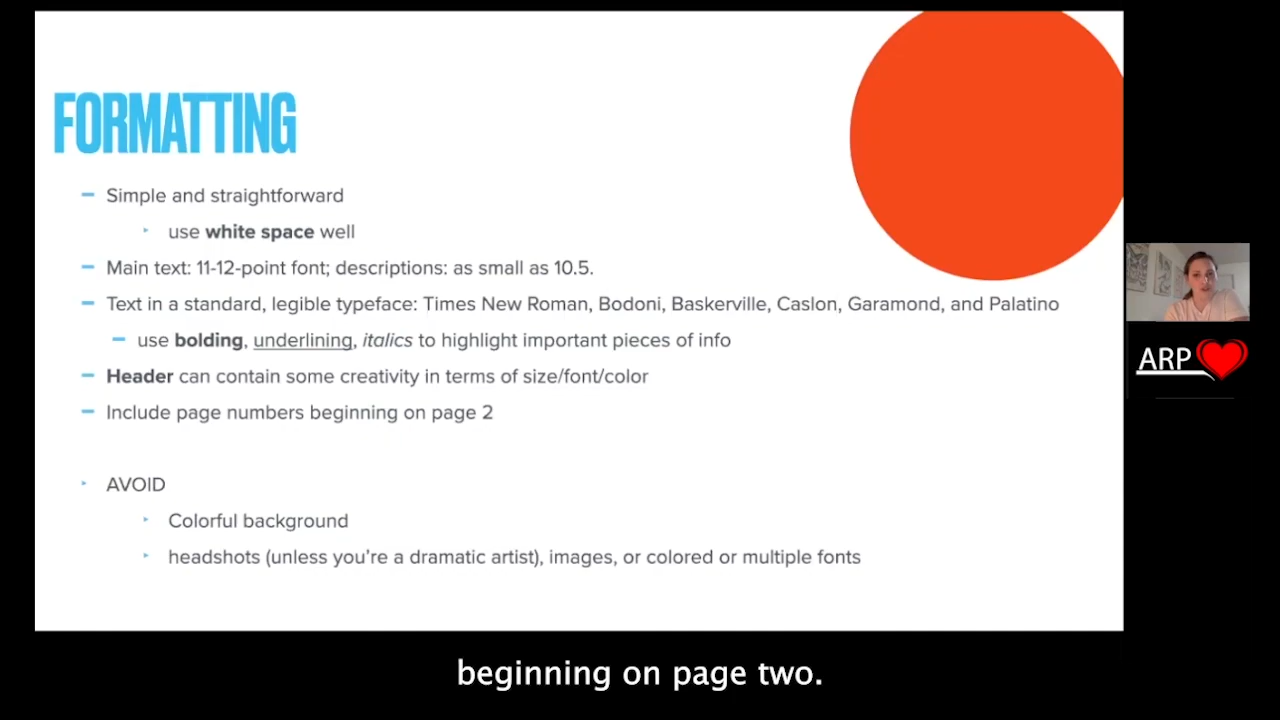 FORMATTING
Simple and straightforward
use white space well
Main text: 11-12-point font; descriptions: as small as 10.5.
Text in a standard, legible typeface: Times New Roman, Bodoni, Baskerville, Caslon, Garamond, and Palatino
use bolding, underlining, italics to highlight important pieces of info
Header can contain some creativity in terms of size/font/color
Include page numbers beginning on page 2
AVOID
Colorful background
headshots (unless you’re a dramatic artist), images, or colored or multiple fonts
ARP
beginning on page two.